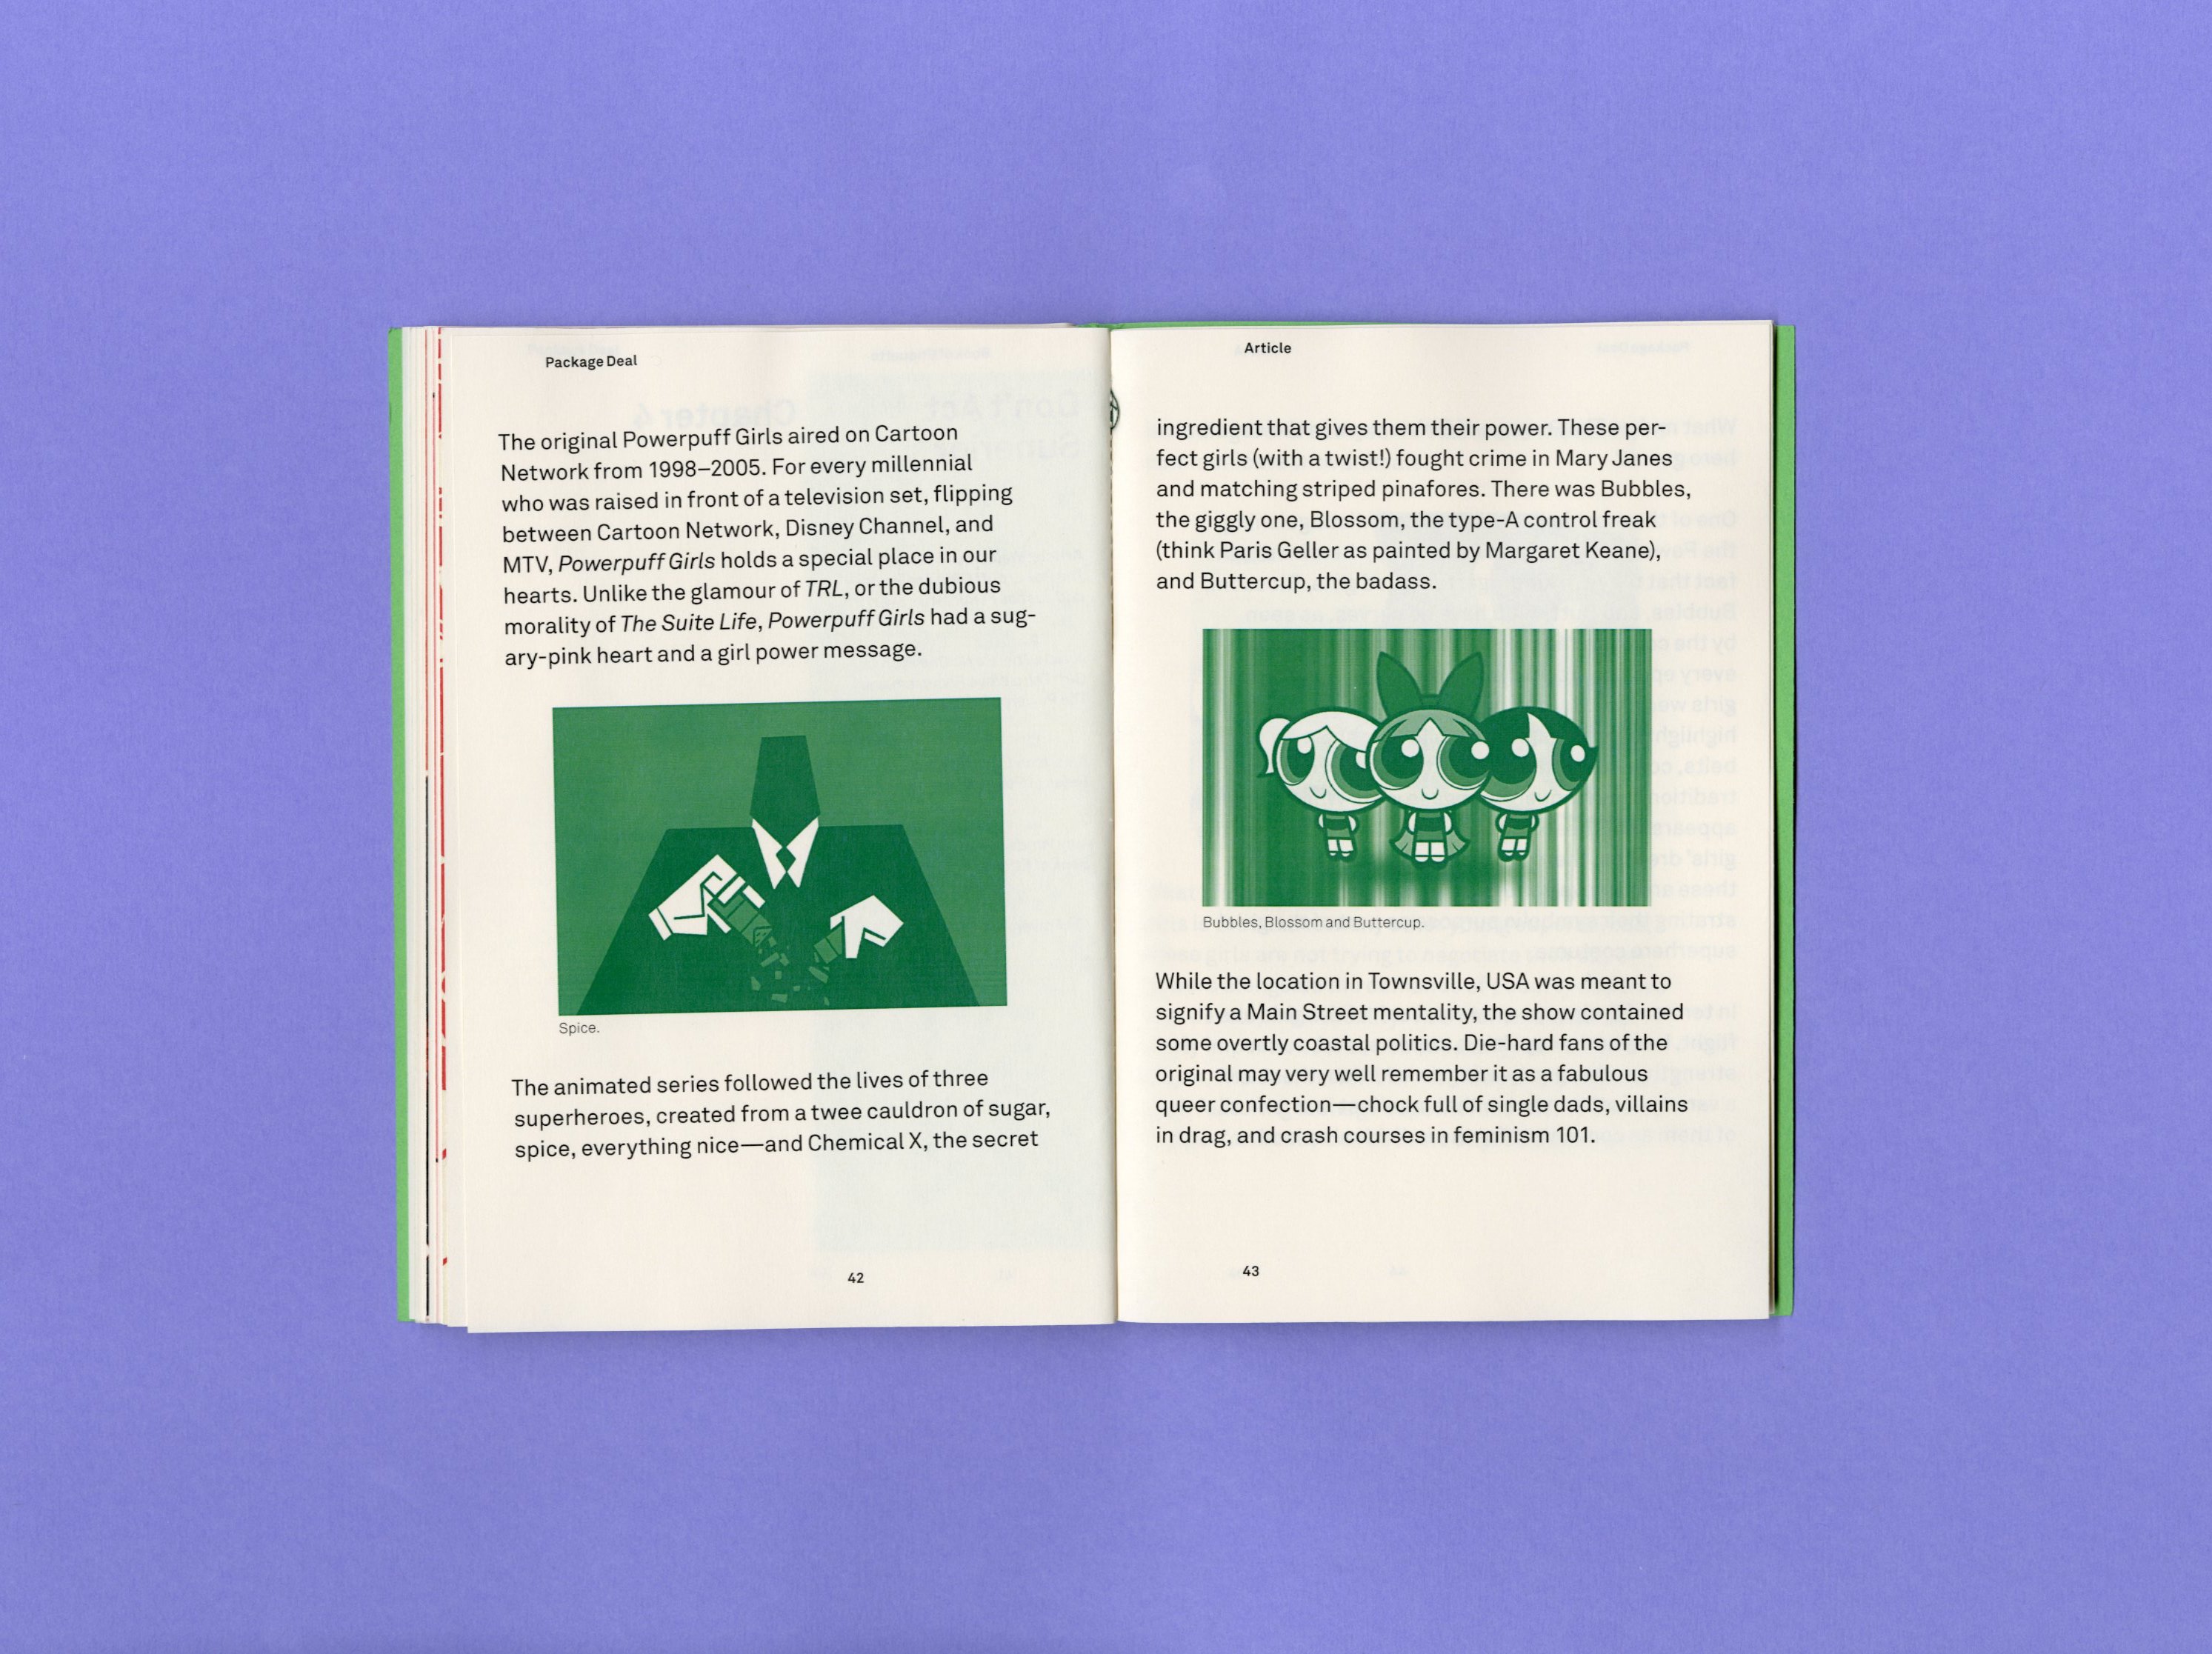 Package Deal
The original Powerpuff Girls aired on Cartoon
Network from 1998–2005. For every millennial
who was raised in front of a television set, flipping
between Cartoon Network, Disney Channel, and
MTV, Powerpuff Girls holds a special place in our
hearts. Unlike the glamour of TRL, or the dubious
morality of The Suite Life, Powerpuff Girls had a sug-
ary-pink heart and a girl power message.
Spice.
The animated series followed the lives of three
superheroes, created from a twee cauldron of sugar,
spice, everything nice—and Chemical X, the secret
42
Article
ingredient that gives them their power. These per-
fect girls (with a twist!) fought crime in Mary Janes
and matching striped pinafores. There was Bubbles,
the giggly one, Blossom, the type-A control freak
(think Paris Geller as painted by Margaret Keane),
and Buttercup, the badass.
Bubbles, Blossom and Buttercup.
While the location in Townsville, USA was meant to
signify a Main Street mentality, the show contained
some overtly coastal politics. Die-hard fans of the
original may very well remember it as a fabulous
queer confection—chock full of single dads, villains
in drag, and crash courses in feminism 101.
43